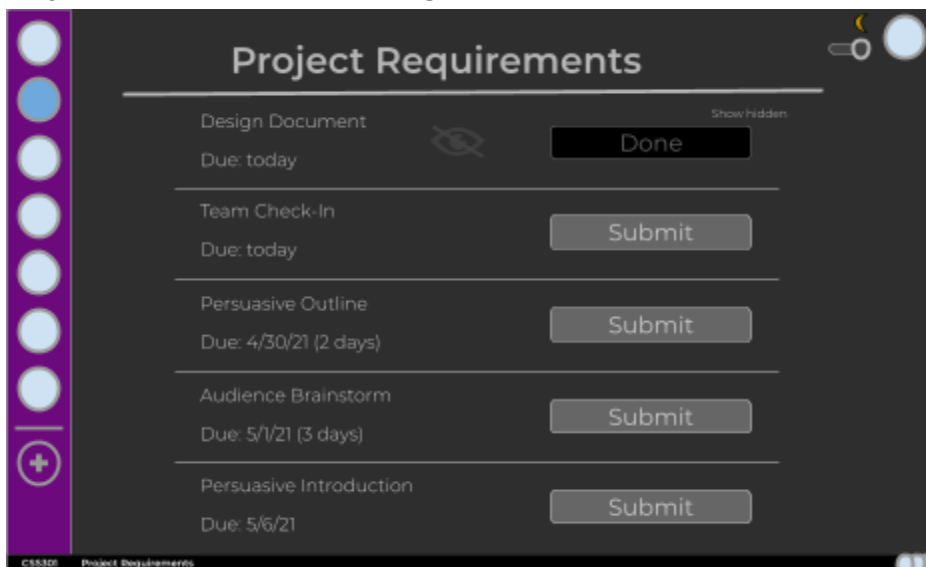 Project Requirements
Show hidden
Design Document
Due: today
Done
Team Check-In
Due: today
Submit
Persuasive Outline
Due: 4/30/21 (2 days)
Submit
Audience Brainstorm
Due: 5/1/21 (3 days)
Submit
Persuasive Introduction
Due: 5/6/21
Submit
CSS301 Project Requirements